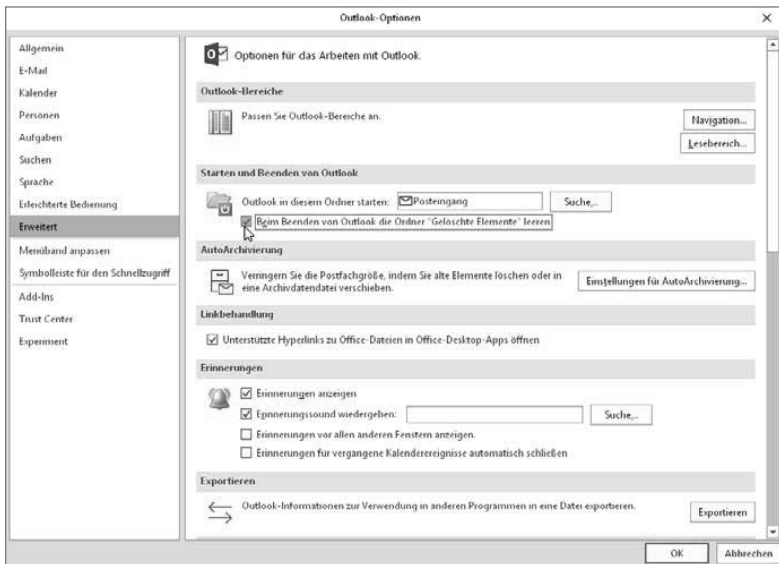 Outlook-Optionen
Allgemein
E-Mail
Kalender
Personen
Aufgaben
Suchen
Sprache
Erleichterte Bedienung
Erweitert
Menüband anpassen
Symbolleiste für den Schnellzugriff
Add-Ins
Trust Center
Experiment
Optionen für das Arbeiten mit Outlook.
Outlook-Bereiche
Passen Sie Outlook-Bereiche an.
Navigation...
Lesebereich...
Starten und Beenden von Outlook
Outlook in diesem Ordner starten: Posteingang Suche...
Beim Beenden von Outlook die Ordner "Gelöschte Elemente" leeren
AutoArchivierung
Verringern Sie die Postfachgröße, indem Sie alte Elemente löschen oder in
eine Archivdatendatei verschieben.
Einstellungen für AutoArchivierung...
Linkbehandlung
Unterstützte Hyperlinks zu Office-Dateien in Office-Desktop-Apps öffnen
Erinnerungen
Erinnerungen anzeigen
Erinnerungssound wiedergeben: Suche...
Erinnerungen vor allen anderen Fenstern anzeigen.
Erinnerungen für vergangene Kalenderereignisse automatisch schließen
Exportieren
Outlook-Informationen zur Verwendung in anderen Programmen in eine Datei exportieren.
Exportieren
OK Abbrechen